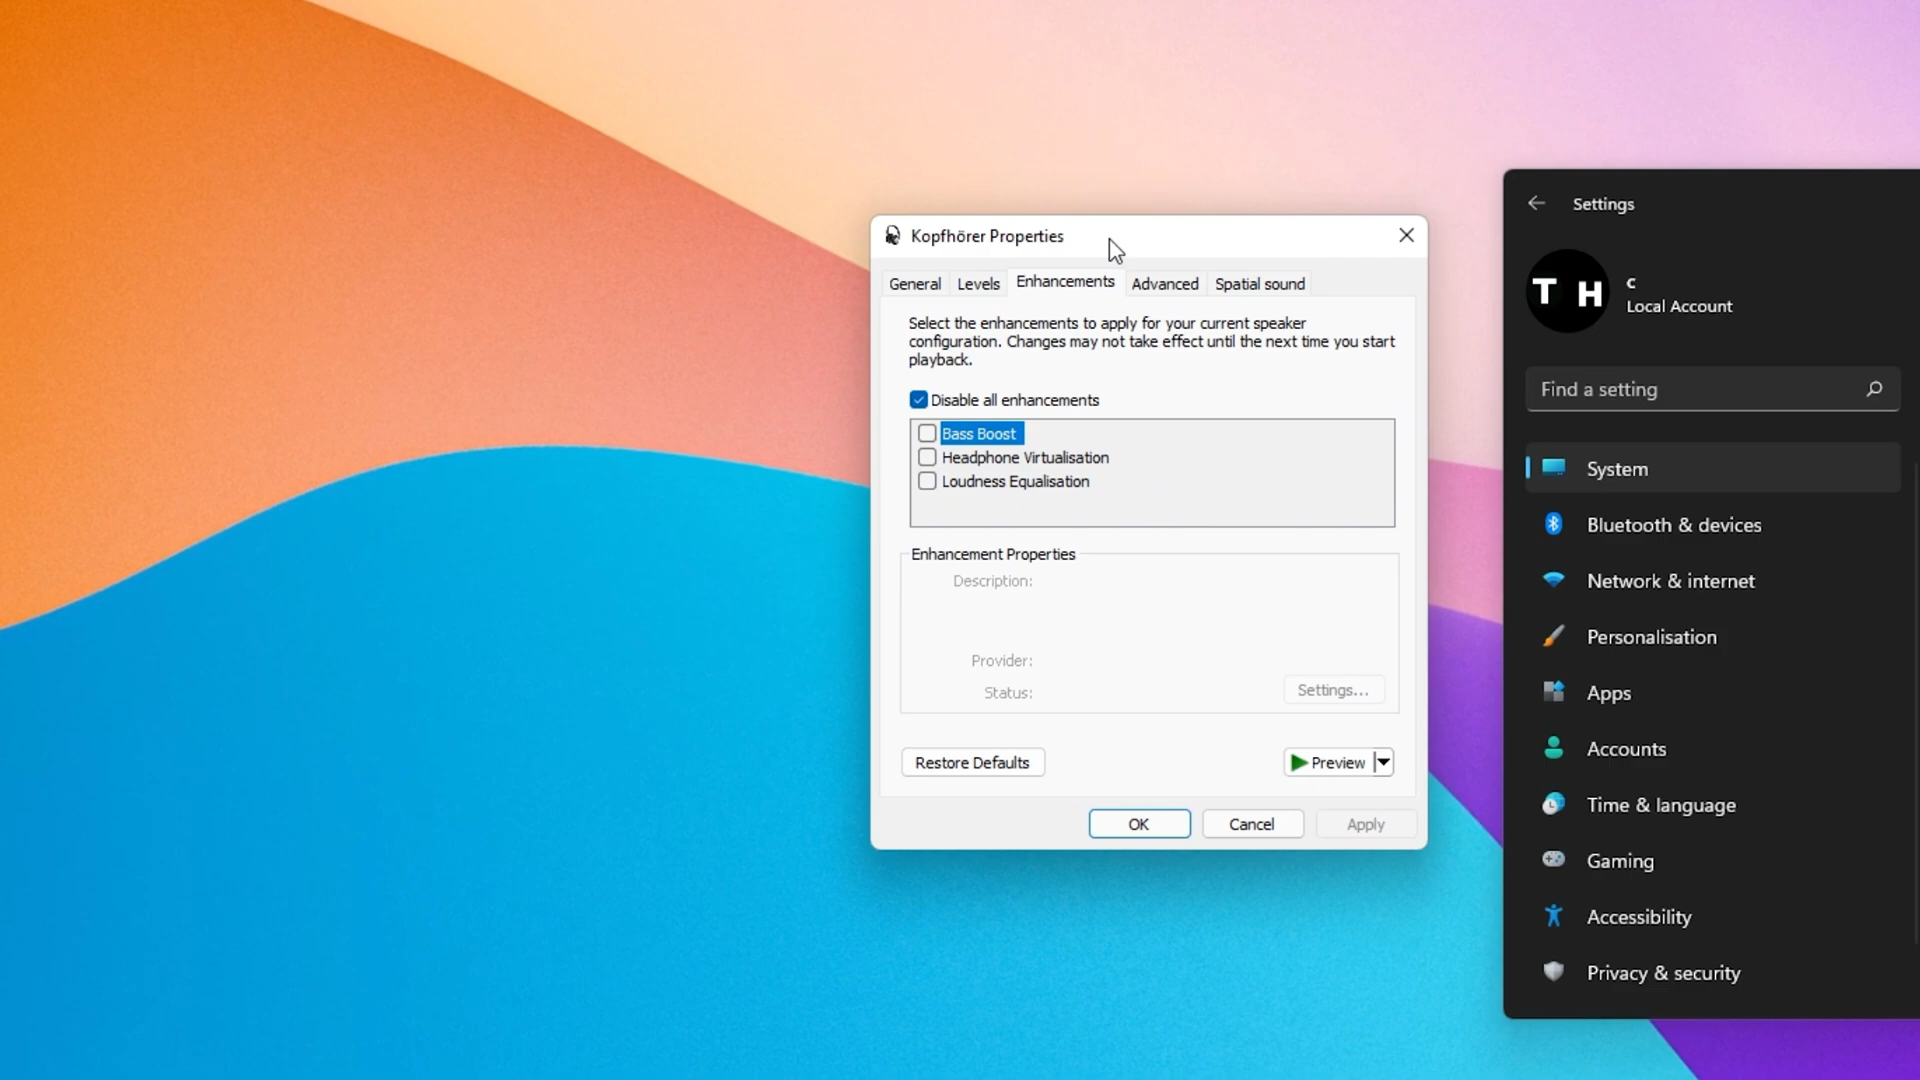 Kopfhörer Properties
General
Levels
Enhancements
Advanced
Spatial sound
Select the enhancements to apply for your current speaker
configuration. Changes may not take effect until the next time you start
playback.
Disable all enhancements
Bass Boost
Headphone Virtualisation
Loudness Equalisation
Enhancement Properties
Description:
Provider:
Status:
Settings...
Restore Defaults
Preview
OK
Cancel
Apply
Settings
T H
c
Local Account
Find a setting
System
Bluetooth & devices
Network & internet
Personalisation
Apps
Accounts
Time & language
Gaming
Accessibility
Privacy & security